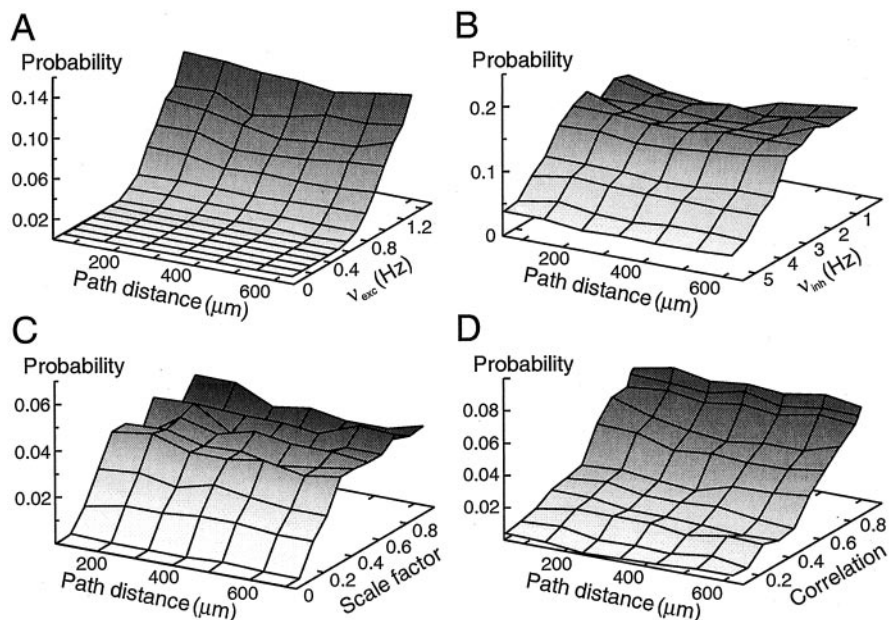 A
Probability
0.14
0.10
0.06
0.02
200
400
600
Path distance (μm)
0
0.4
0.8
1.2
νexc (Hz)
B
Probability
0.2
0.1
0
200
400
600
Path distance (μm)
5
4
3
2
1
νinh (Hz)
C
Probability
0.06
0.04
0.02
200
400
600
Path distance (μm)
0
0.2
0.4
0.6
0.8
Scale factor
D
Probability
0.08
0.06
0.04
0.02
200
400
600
Path distance (μm)
0.2
0.4
0.6
0.8
Correlation